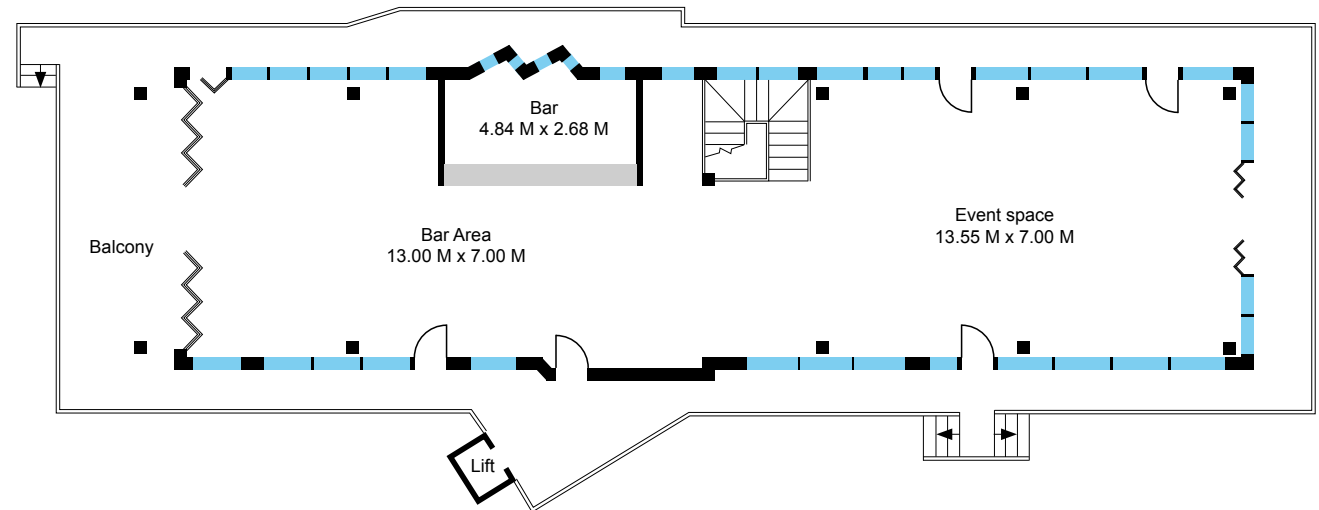 Bar
4.84 M x 2.68 M
Event space
13.55 M x 7.00 M
Bar Area
13.00 M x 7.00 M
Balcony
Lift